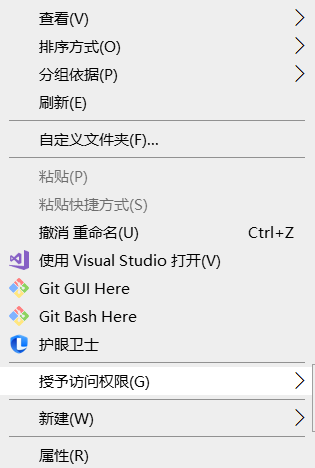 查看(V)
排序方式(O)
分组依据(P)
刷新(E)
自定义文件夹(F)...
粘贴(P)
粘贴快捷方式(S)
撤消 重命名(U) Ctrl+Z
使用 Visual Studio 打开(V)
Git GUI Here
Git Bash Here
护眼卫士
授予访问权限(G)
新建(W)
属性(R)